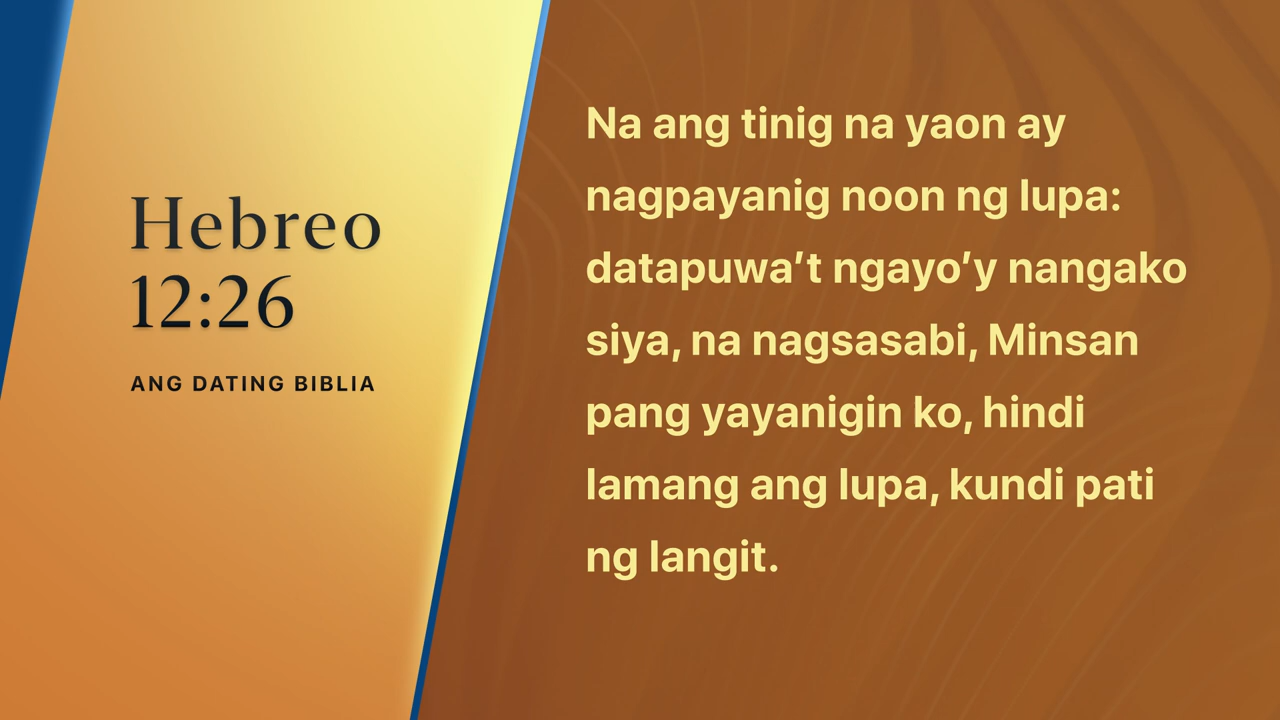 Hebreo
12:26
ANG DATING BIBLIA
Na ang tinig na yaon ay
nagpayanig noon ng lupa:
datapuwa’t ngayo’y nangako
siya, na nagsasabi, Minsan
pang yayanigin ko, hindi
lamang ang lupa, kundi pati
ng langit.